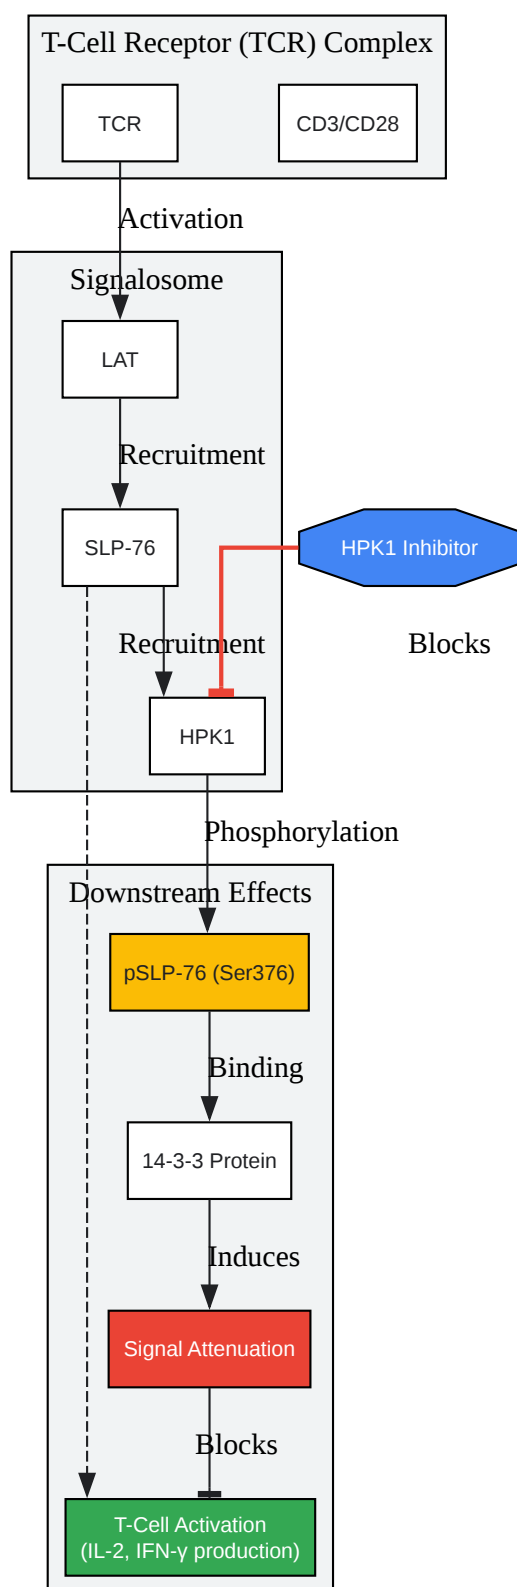 T-Cell Receptor (TCR) Complex
TCR
CD3/CD28
Activation
Signalosome
LAT
Recruitment
SLP-76
HPK1 Inhibitor
Recruitment
Blocks
HPK1
Phosphorylation
Downstream Effects
pSLP-76 (Ser376)
Binding
14-3-3 Protein
Induces
Signal Attenuation
Blocks
T-Cell Activation
(IL-2, IFN-γ production)